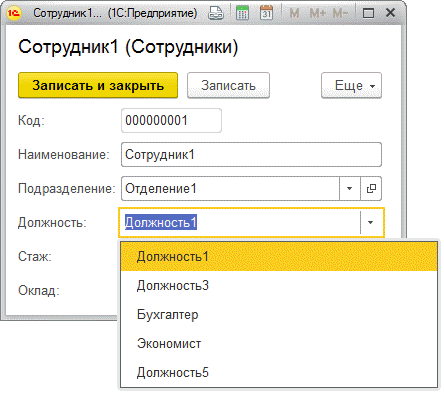 Сотрудник1... (1С:Предприятие) M M+ M-
Сотрудник1 (Сотрудники)
Записать и закрыть Записать Еще
Код: 000000001
Наименование: Сотрудник1
Подразделение: Отделение1
Должность: Должность1
Стаж:
Оклад:
Должность1
Должность3
Бухгалтер
Экономист
Должность5